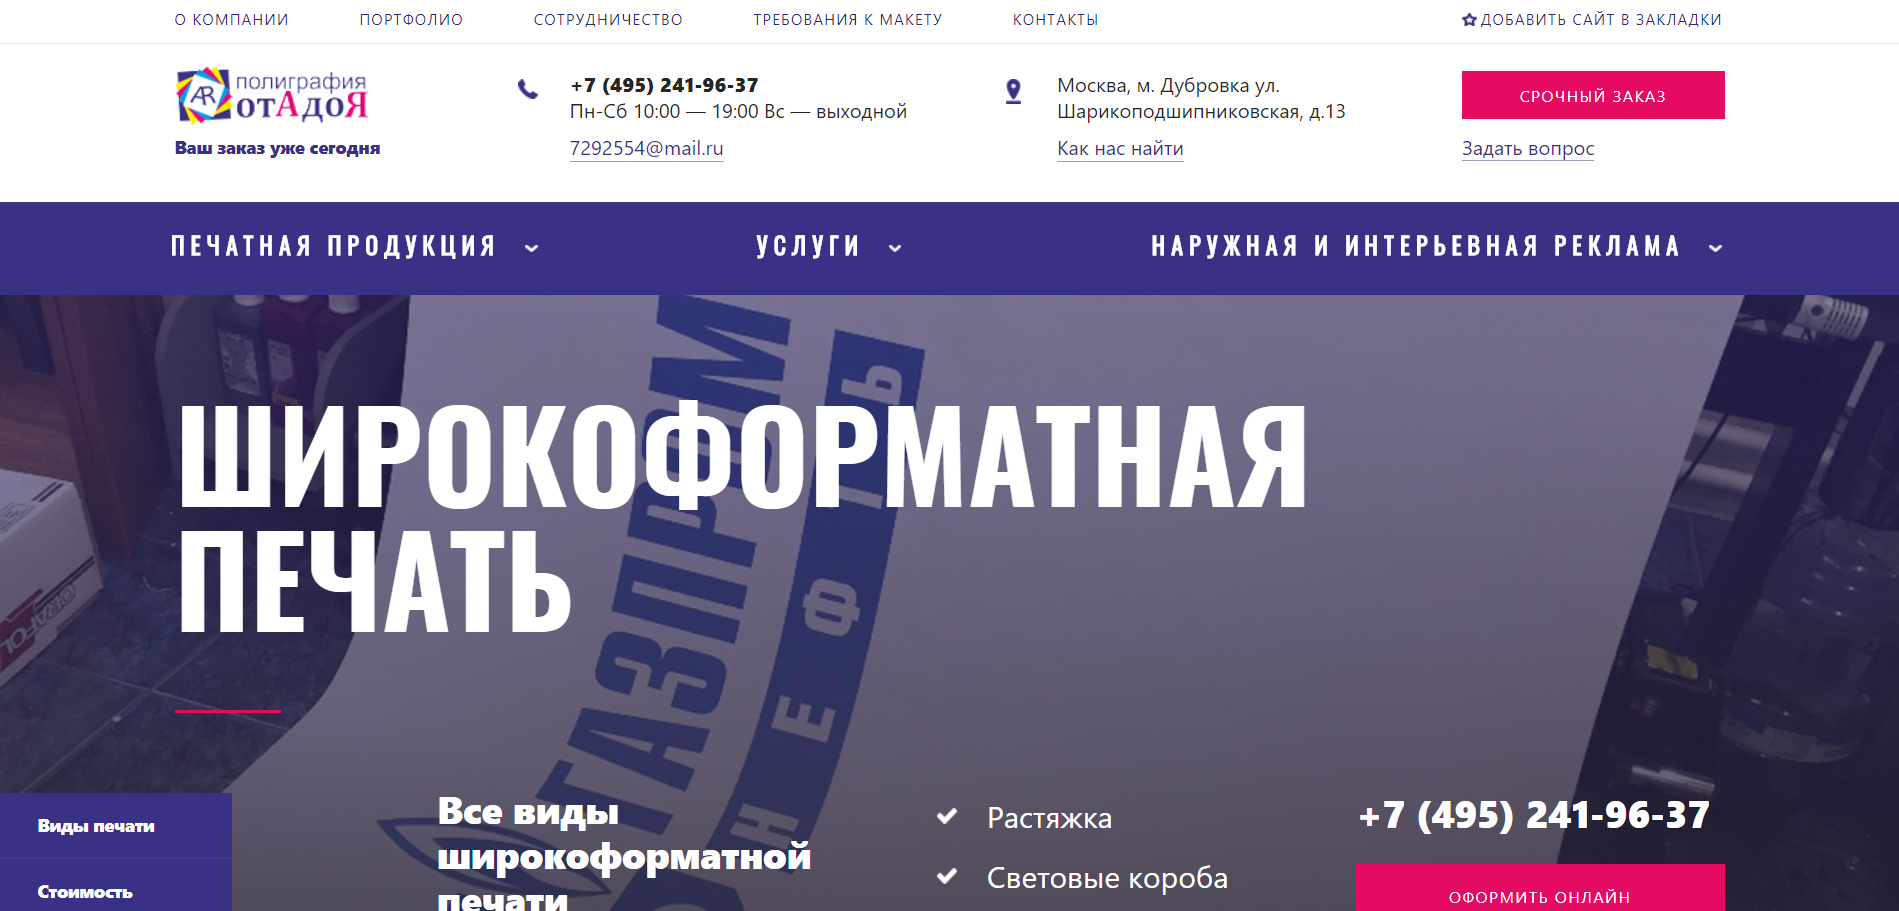 О КОМПАНИИ
ПОРТФОЛИО
СОТРУДНИЧЕСТВО
ТРЕБОВАНИЯ К МАКЕТУ
КОНТАКТЫ
ДОБАВИТЬ САЙТ В ЗАКЛАДКИ
AR
полиграфия
отАдоЯ
Ваш заказ уже сегодня
+7 (495) 241-96-37
Пн-Сб 10:00 — 19:00 Вс — выходной
7292554@mail.ru
Москва, м. Дубровка ул.
Шарикоподшипниковская, д.13
Как нас найти
СРОЧНЫЙ ЗАКАЗ
Задать вопрос
ПЕЧАТНАЯ ПРОДУКЦИЯ
УСЛУГИ
НАРУЖНАЯ И ИНТЕРЬЕВНАЯ РЕКЛАМА
ШИРОКОФОРМАТНАЯ
ПЕЧАТЬ
ГАЗПРОМ
НЕФТЬ
ORAFOL
Виды печати
Стоимость
Все виды
широкоформатной
печати
Растяжка
Световые короба
+7 (495) 241-96-37
ОФОРМИТЬ ОНЛАЙН